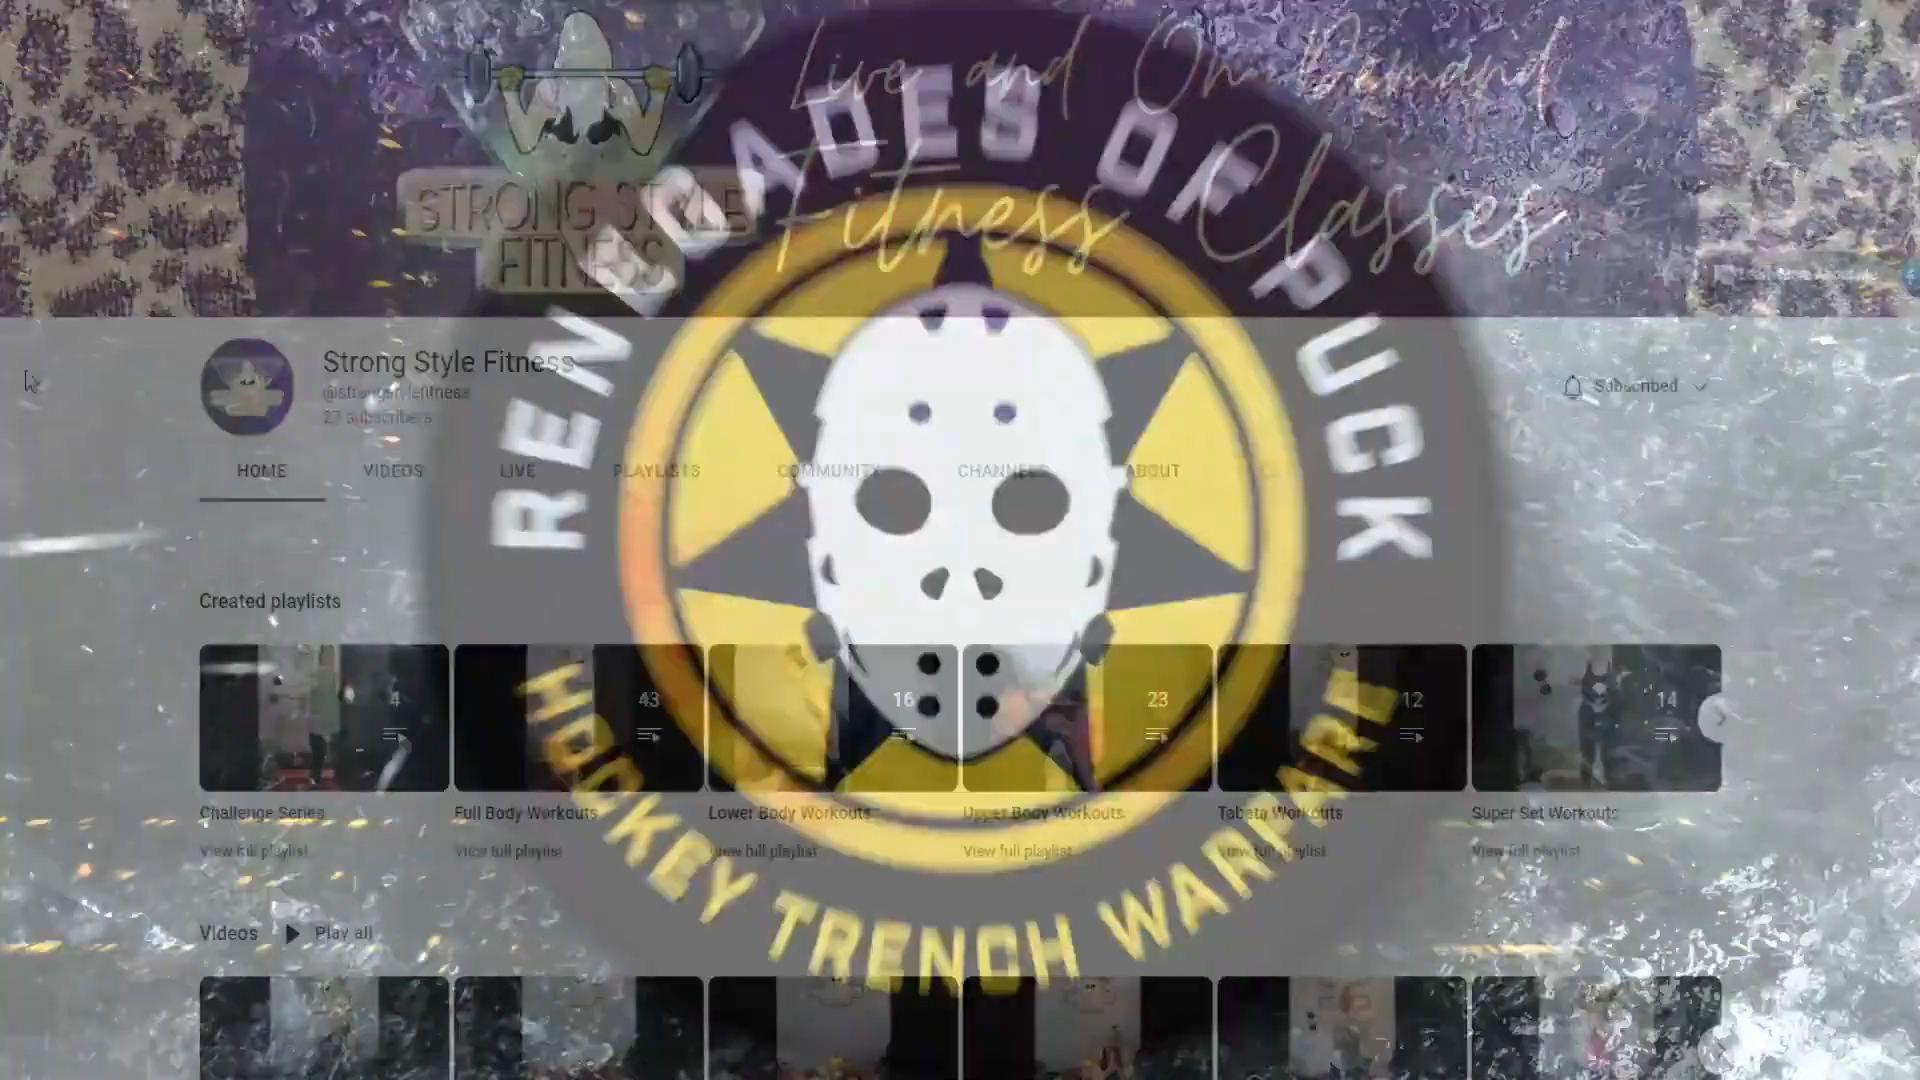 Live and On Demand
Fitness Classes
STRONG STYLE
FITNESS
RENEGADES OF PUCK
HOCKEY TRENCH WARFARE
Strong Style Fitness
@strongstylefitness
27 subscribers
Subscribed
HOME VIDEOS LIVE PLAYLISTS COMMUNITY CHANNELS ABOUT
Created playlists
4 43 16 23 12 14
Challenge Series Full Body Workouts Lower Body Workouts Upper Body Workouts Tabata Workouts Super Set Workouts
View full playlist View full playlist View full playlist View full playlist View full playlist View full playlist
Videos Play all